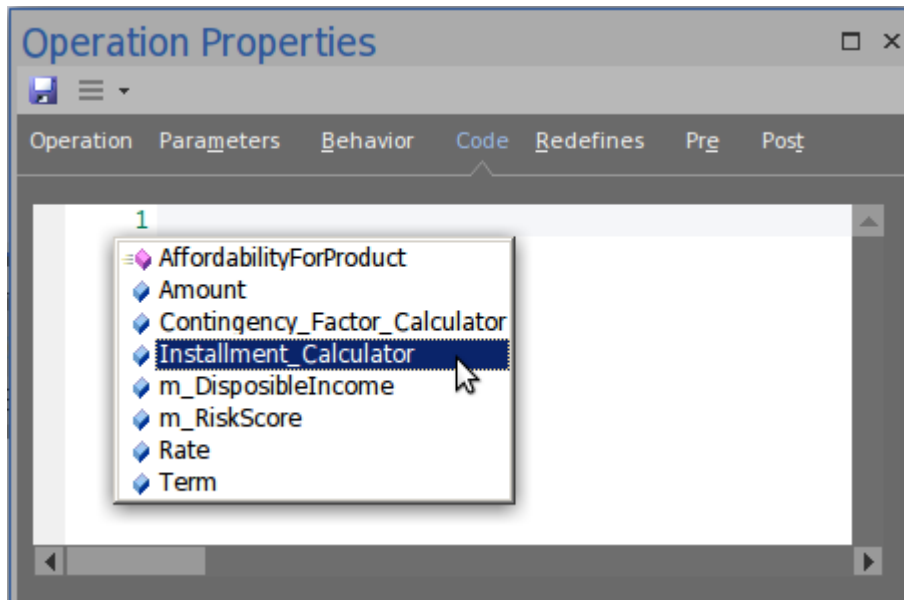 Operation Properties
Operation Parameters Behavior Code Redefines Pre Post
1
AffordabilityForProduct
Amount
Contingency_Factor_Calculator
Installment_Calculator
m_DisposibleIncome
m_RiskScore
Rate
Term